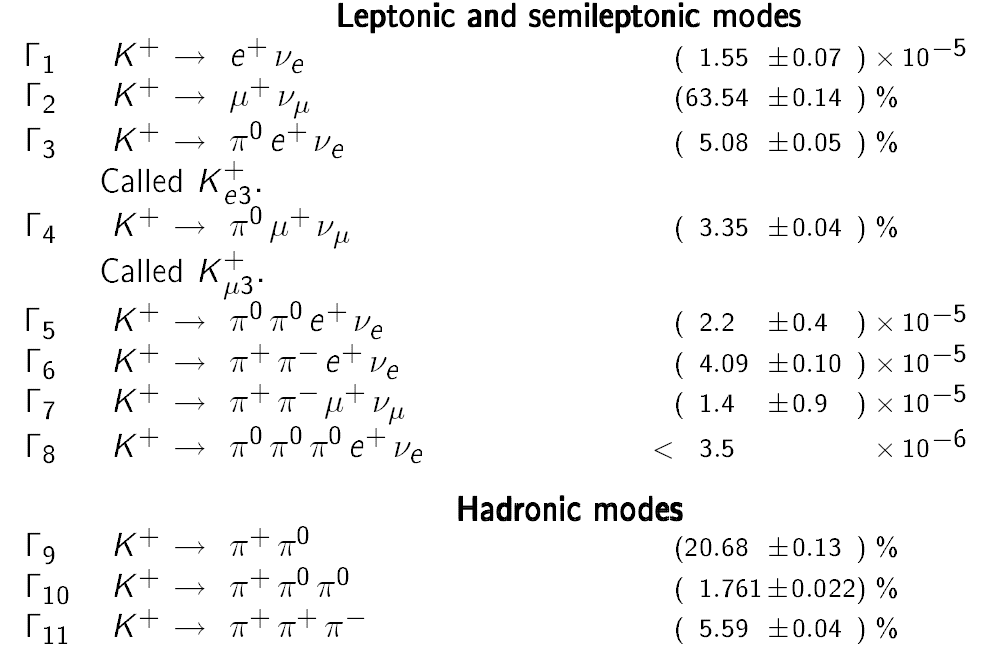 Leptonic and semileptonic modes
Γ₁ K⁺ → e⁺ νₑ ( 1.55 ±0.07 ) × 10⁻⁵
Γ₂ K⁺ → μ⁺ ν_μ (63.54 ±0.14 ) %
Γ₃ K⁺ → π⁰ e⁺ νₑ ( 5.08 ±0.05 ) %
Called K⁺ₑ₃.
Γ₄ K⁺ → π⁰ μ⁺ ν_μ ( 3.35 ±0.04 ) %
Called K⁺_μ₃.
Γ₅ K⁺ → π⁰ π⁰ e⁺ νₑ ( 2.2 ±0.4 ) × 10⁻⁵
Γ₆ K⁺ → π⁺ π⁻ e⁺ νₑ ( 4.09 ±0.10 ) × 10⁻⁵
Γ₇ K⁺ → π⁺ π⁻ μ⁺ ν_μ ( 1.4 ±0.9 ) × 10⁻⁵
Γ₈ K⁺ → π⁰ π⁰ π⁰ e⁺ νₑ < 3.5 × 10⁻⁶
Hadronic modes
Γ₉ K⁺ → π⁺ π⁰ (20.68 ±0.13 ) %
Γ₁₀ K⁺ → π⁺ π⁰ π⁰ ( 1.761±0.022) %
Γ₁₁ K⁺ → π⁺ π⁺ π⁻ ( 5.59 ±0.04 ) %